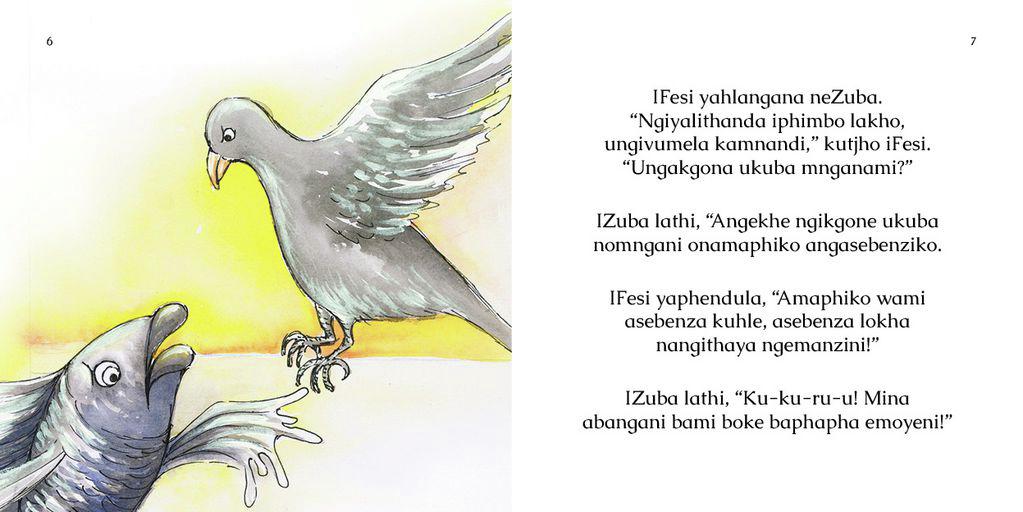 6
7
IFesi yahlangana neZuba.
“Ngiyalithanda iphimbo lakho,
ungivumela kamnandi,” kutjho iFesi.
“Ungakgona ukuba mnganami?”
IZuba lathi, “Angekhe ngikgone ukuba
nomngani onamaphiko angasebenziko.
IFesi yaphendula, “Amaphiko wami
asebenza kuhle, asebenza lokha
nangithaya ngemanzini!”
IZuba lathi, “Ku-ku-ru-u! Mina
abangani bami boke baphapha emoyeni!”